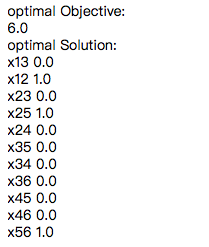 optimal Objective:
6.0
optimal Solution:
x13 0.0
x12 1.0
x23 0.0
x25 1.0
x24 0.0
x35 0.0
x34 0.0
x36 0.0
x45 0.0
x46 0.0
x56 1.0